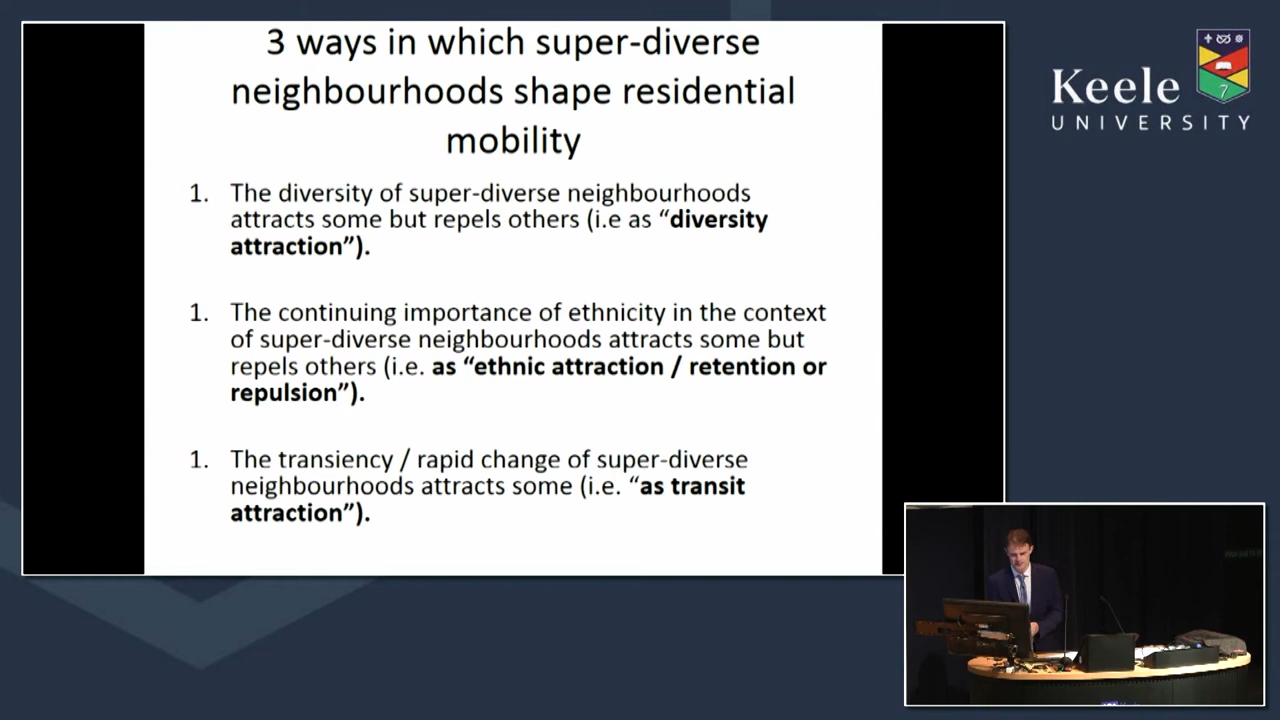 3 ways in which super-diverse
neighbourhoods shape residential
mobility
1. The diversity of super-diverse neighbourhoods
attracts some but repels others (i.e as “diversity
attraction”).
1. The continuing importance of ethnicity in the context
of super-diverse neighbourhoods attracts some but
repels others (i.e. as “ethnic attraction / retention or
repulsion”).
1. The transiency / rapid change of super-diverse
neighbourhoods attracts some (i.e. “as transit
attraction”).
Keele
UNIVERSITY